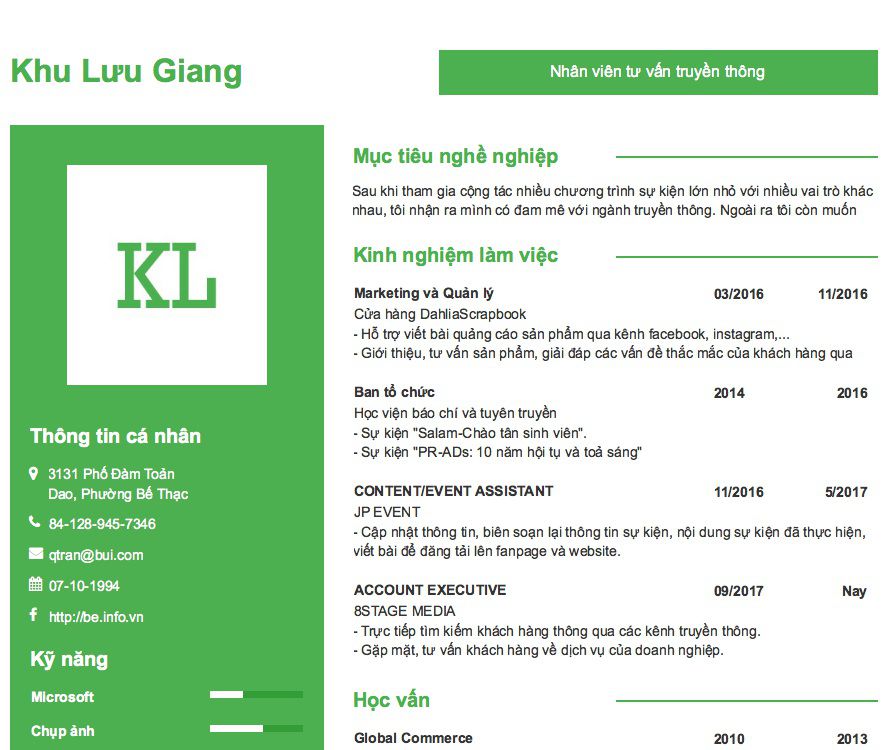 Khu Lưu Giang
Nhân viên tư vấn truyền thông
KL
Thông tin cá nhân
3131 Phố Đàm Toản
Dao, Phường Bế Thạc
84-128-945-7346
qtran@bui.com
07-10-1994
http://be.info.vn
Kỹ năng
Microsoft
Chụp ảnh
Mục tiêu nghề nghiệp
Sau khi tham gia cộng tác nhiều chương trình sự kiện lớn nhỏ với nhiều vai trò khác
nhau, tôi nhận ra mình có đam mê với ngành truyền thông. Ngoài ra tôi còn muốn
Kinh nghiệm làm việc
Marketing và Quản lý 03/2016 11/2016
Cửa hàng DahliaScrapbook
- Hỗ trợ viết bài quảng cáo sản phẩm qua kênh facebook, instagram,...
- Giới thiệu, tư vấn sản phẩm, giải đáp các vấn đề thắc mắc của khách hàng qua
Ban tổ chức 2014 2016
Học viện báo chí và tuyên truyền
- Sự kiện "Salam-Chào tân sinh viên".
- Sự kiện "PR-ADs: 10 năm hội tụ và toả sáng"
CONTENT/EVENT ASSISTANT 11/2016 5/2017
JP EVENT
- Cập nhật thông tin, biên soạn lại thông tin sự kiện, nội dung sự kiện đã thực hiện,
viết bài để đăng tải lên fanpage và website.
ACCOUNT EXECUTIVE 09/2017 Nay
8STAGE MEDIA
- Trực tiếp tìm kiếm khách hàng thông qua các kênh truyền thông.
- Gặp mặt, tư vấn khách hàng về dịch vụ của doanh nghiệp.
Học vấn
Global Commerce 2010 2013